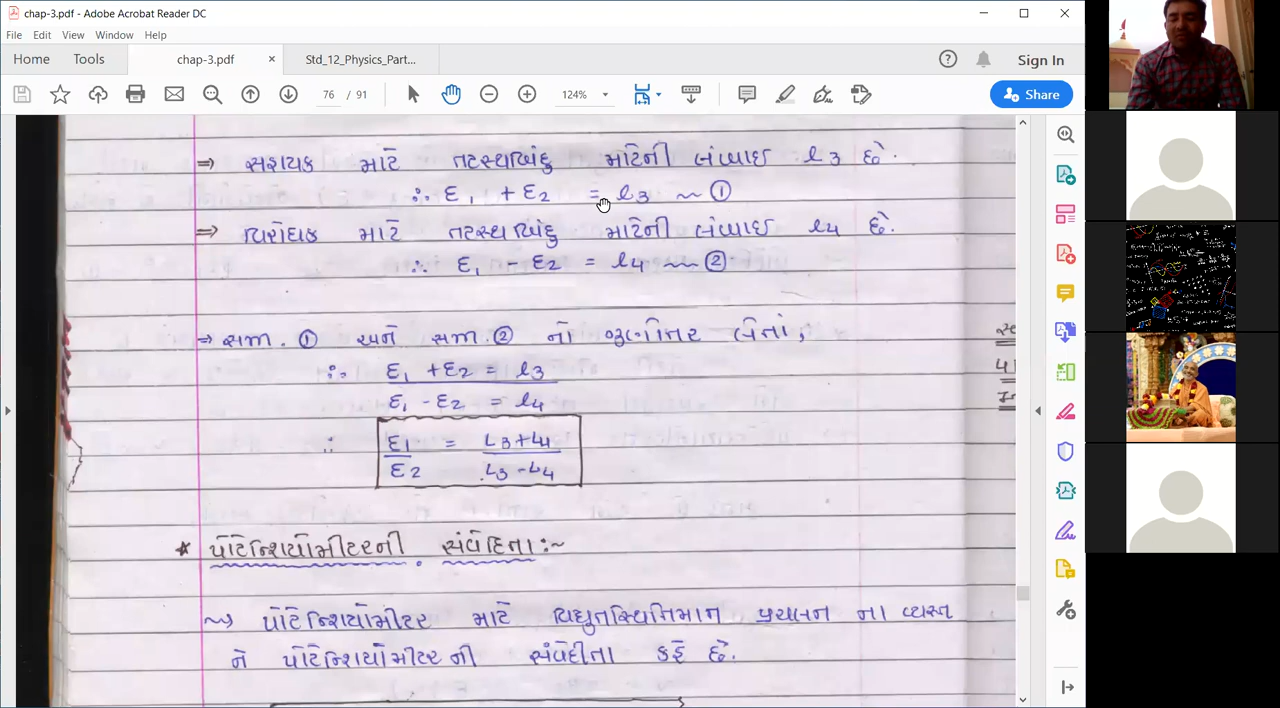 chap-3.pdf - Adobe Acrobat Reader DC
File Edit View Window Help
Home Tools chap-3.pdf × Std_12_Physics_Part... Sign In
76 / 91 124% Share
⇒ સહાયક માટે તટસ્થબિંદુ માટેની લંબાઈ l3 છે.
∴ ε1 + ε2 = l3 ~ ①
⇒ વિરોધક માટે તટસ્થબિંદુ માટેની લંબાઈ l4 છે.
∴ ε1 - ε2 = l4 ~ ②
⇒ સમી. ① અને સમી. ② નો ગુણોત્તર લેતાં,
∴ ε1 + ε2 = l3
ε1 - ε2 = l4
∴ ε1 = L3+L4
ε2 L3-L4
* પોટેન્શિયોમીટરની સંવેદિતા :~
~> પોટેન્શિયોમીટર માટે વિદ્યુતસ્થિતિમાન પ્રચલન ના વ્યસ્ત
ને પોટેન્શિયોમીટર ની સંવેદીતા કહે છે.